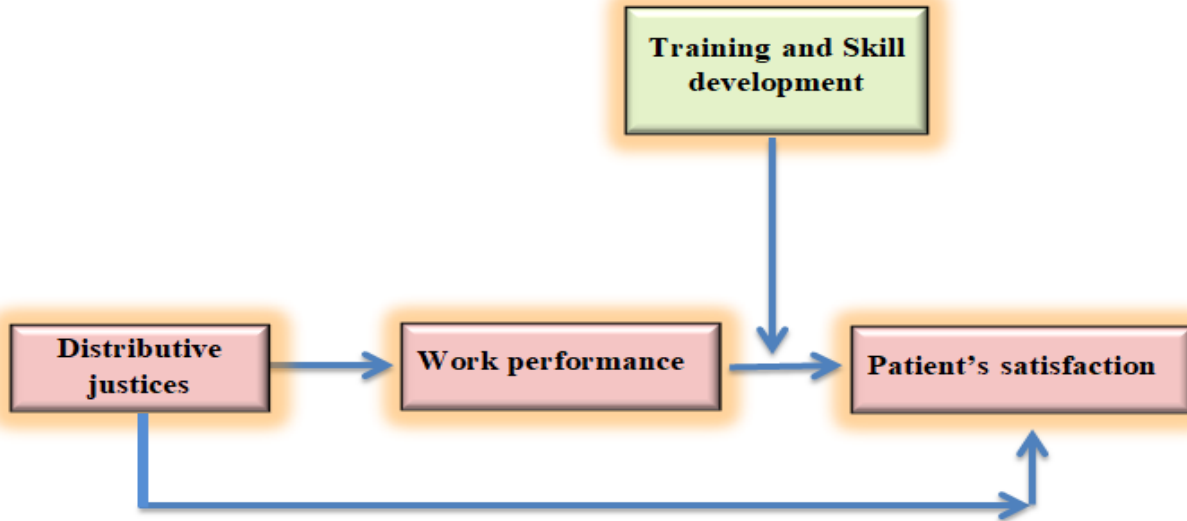 Training and Skill
development
Distributive
justices
Work performance
Patient’s satisfaction